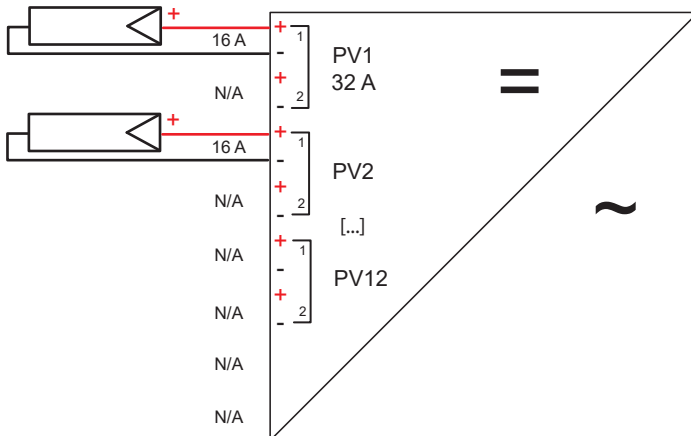 +
+
16 A
1
-
PV1
32 A
=
+
N/A
2
-
+
+
16 A
1
-
PV2
~
+
N/A
2
-
[...]
N/A
+
1
-
PV12
+
N/A
2
-
N/A
N/A